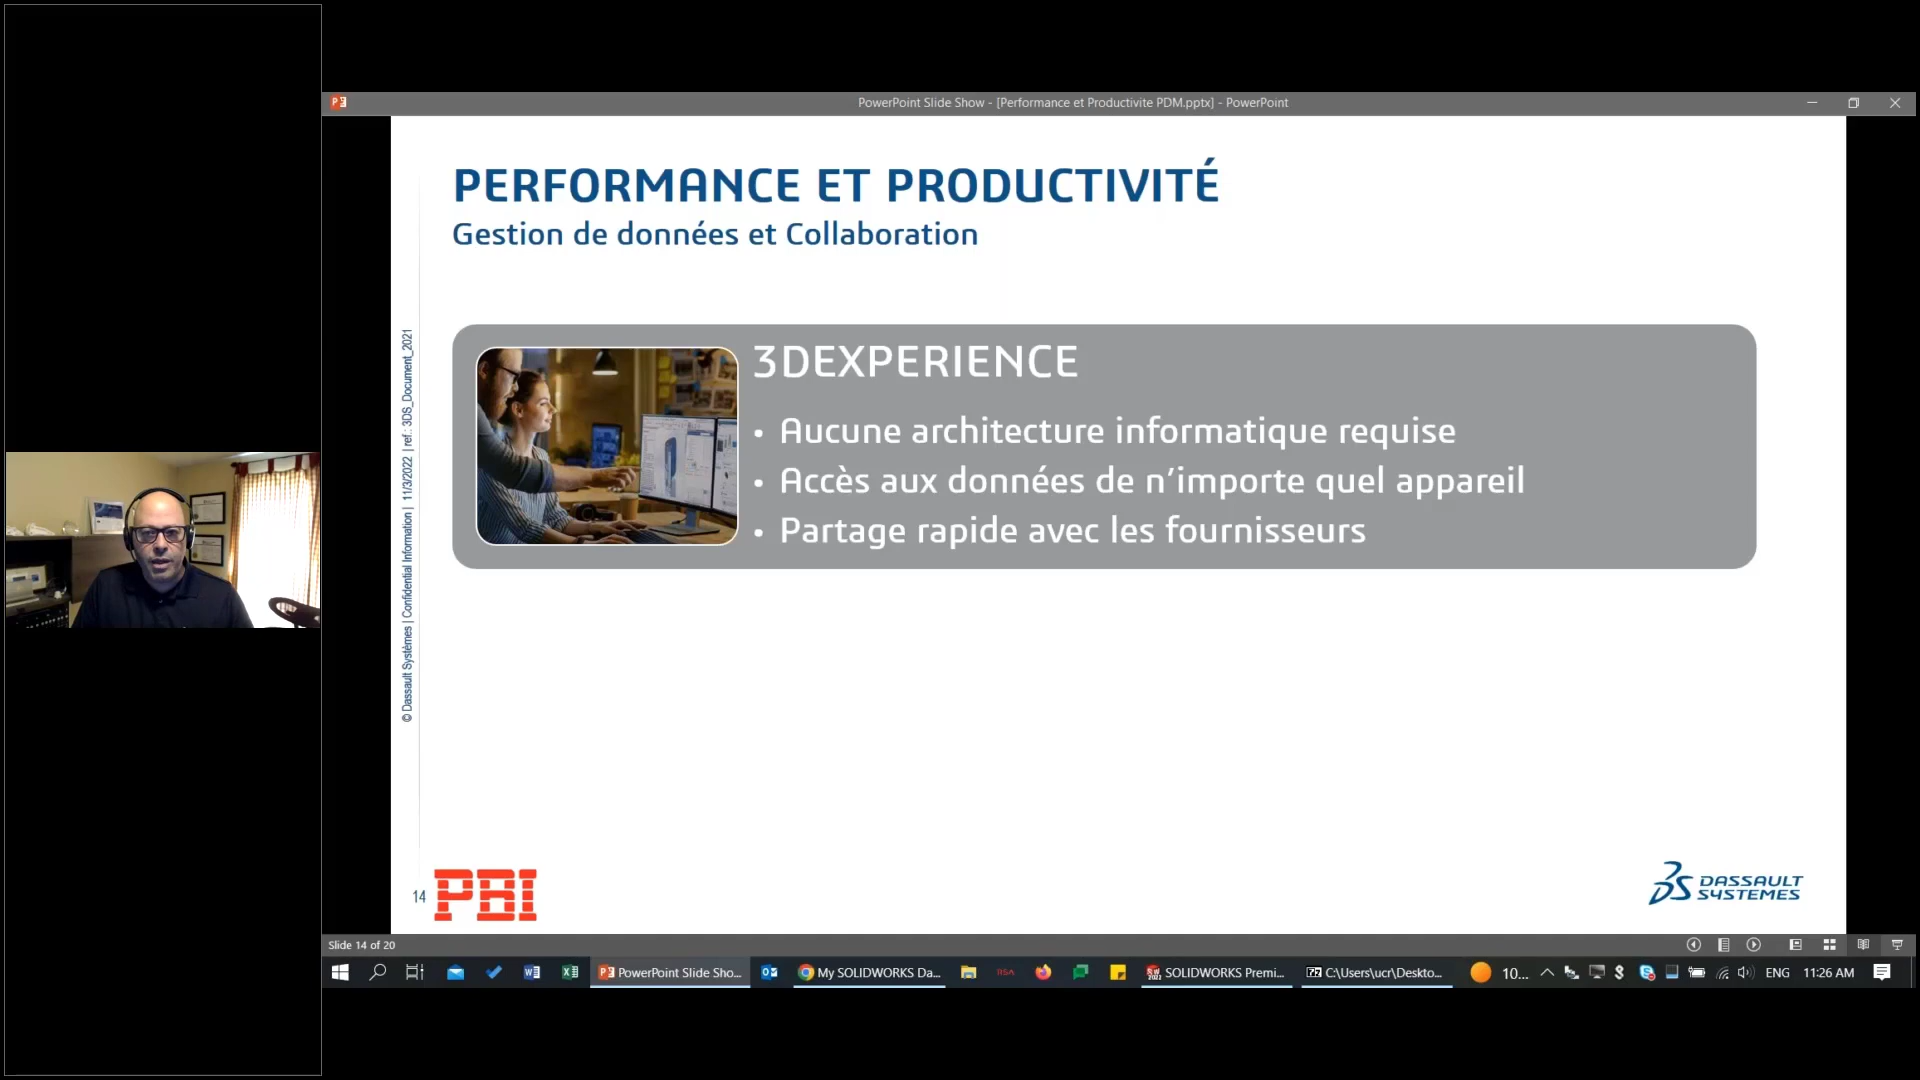 PowerPoint Slide Show - [Performance et Productivite PDM.pptx] - PowerPoint
PERFORMANCE ET PRODUCTIVITÉ
Gestion de données et Collaboration
© Dassault Systèmes | Confidential Information | 11/3/2022 | ref.: 3DS_Document_2021
3DEXPERIENCE
• Aucune architecture informatique requise
• Accès aux données de n’importe quel appareil
• Partage rapide avec les fournisseurs
14
PBI
DASSAULT
SYSTEMES
Slide 14 of 20
PowerPoint Slide Sho...
My SOLIDWORKS Da...
SOLIDWORKS Premi...
C:\Users\ucr\Deskto...
10...
ENG
11:26 AM